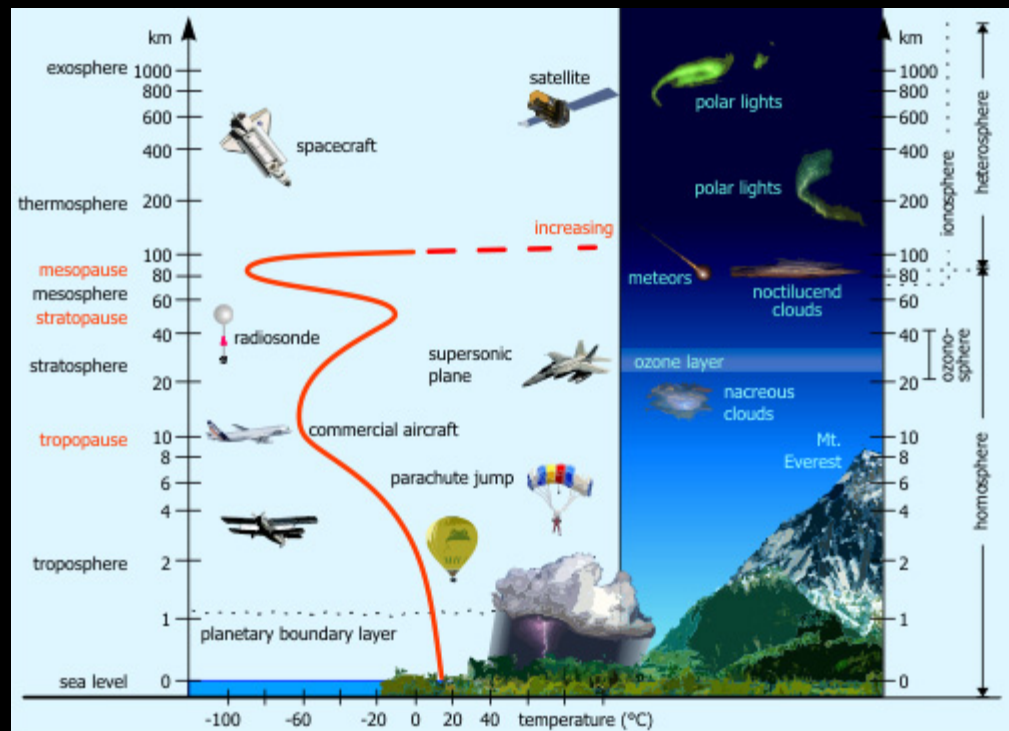 km
exosphere
1000
800
600
400
thermosphere
200
100
mesopause
80
mesosphere
60
stratopause
40
stratosphere
20
tropopause
10
8
6
4
troposphere
2
1
planetary boundary layer
sea level
0
-100
-60
-20
0
20
40
temperature (°C)
spacecraft
satellite
increasing
radiosonde
supersonic
plane
commercial aircraft
parachute jump
polar lights
polar lights
meteors
noctilucend
clouds
ozone layer
nacreous
clouds
Mt.
Everest
km
1000
800
600
400
200
100
80
60
40
20
10
8
6
4
2
1
0
ionosphere
heterosphere
ozono-
sphere
homosphere